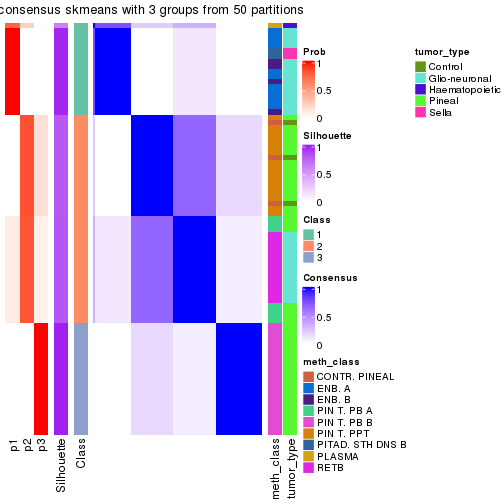 consensus skmeans with 3 groups from 50 partitions
Prob
1
0.5
0
Silhouette
1
0.5
0
Class
1
2
3
Consensus
1
0.5
0
meth_class
CONTR. PINEAL
ENB. A
ENB. B
PIN T. PB A
PIN T. PB B
PIN T. PPT
PITAD. STH DNS B
PLASMA
RETB
tumor_type
Control
Glio-neuronal
Haematopoietic
Pineal
Sella
p1
p2
p3
Silhouette
Class
meth_class
tumor_type